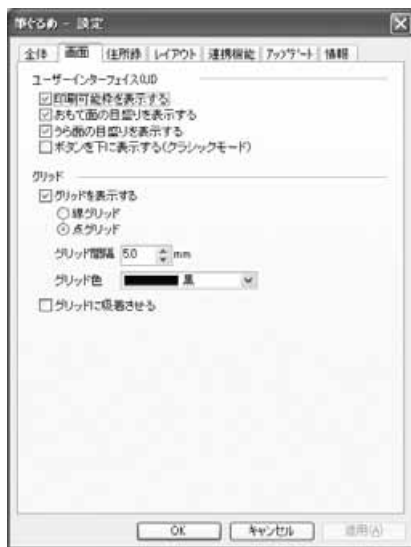 筆ぐるめ - 設定
全体 画面 住所録 レイアウト 連携機能 アップデート 情報
ユーザーインターフェイス(UI)
印刷可能枠を表示する
おもて面の目盛りを表示する
うら面の目盛りを表示する
ボタンを下に表示する(クラシックモード)
グリッド
グリッドを表示する
線グリッド
点グリッド
グリッド間隔 5.0 mm
グリッド色 黒
グリッドに吸着させる
OK キャンセル 適用(A)